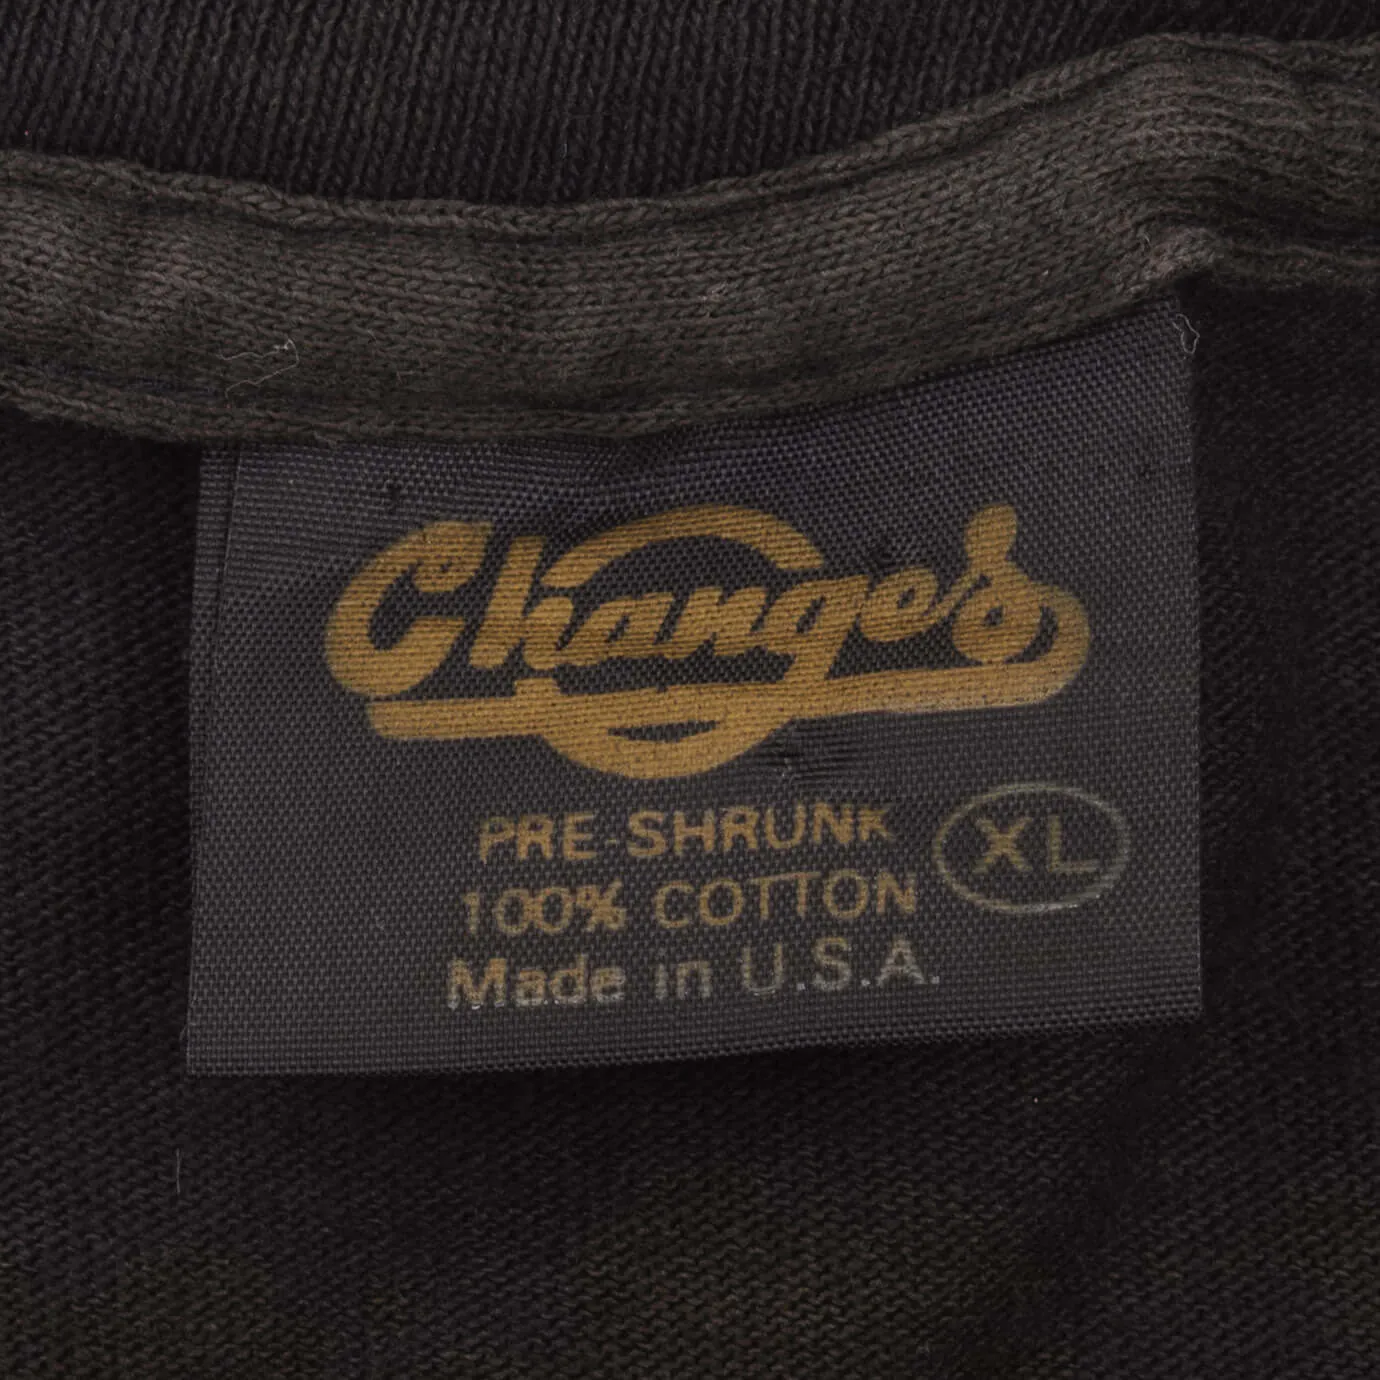 Changes
PRE-SHRUNK
XL
100% COTTON
Made in U.S.A.